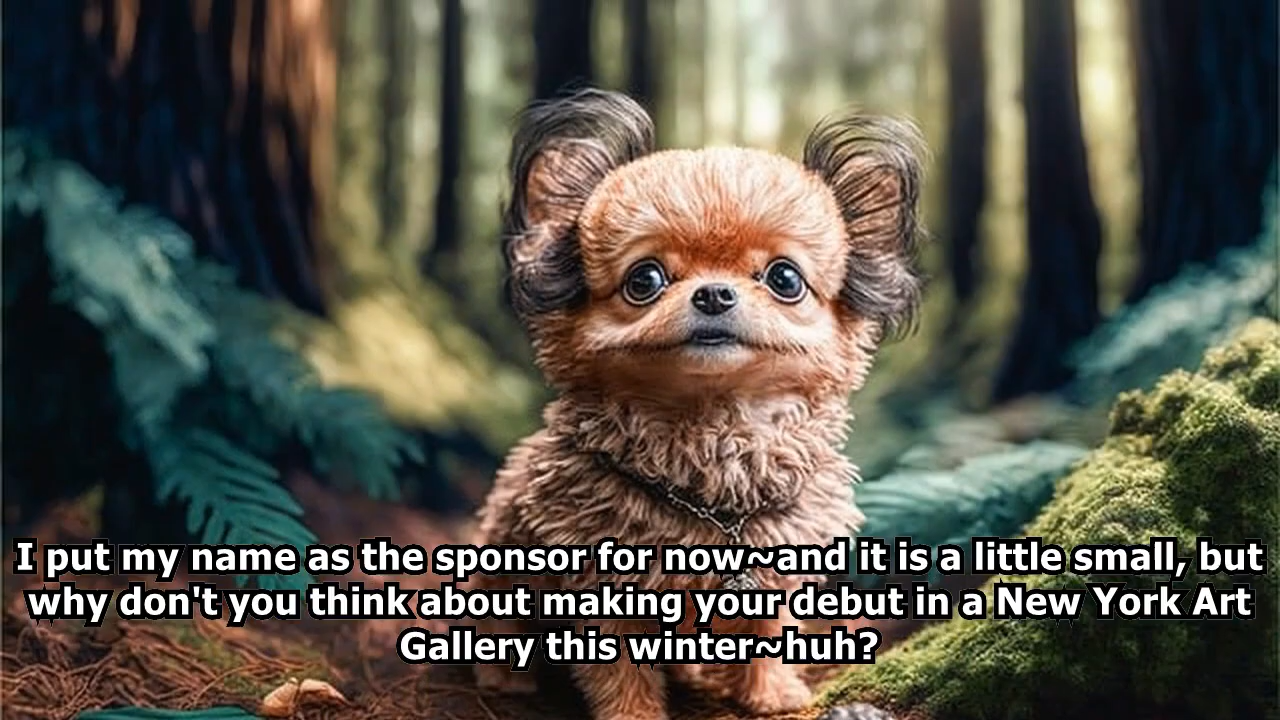 I put my name as the sponsor for now~and it is a little small, but
why don't you think about making your debut in a New York Art
Gallery this winter~huh?